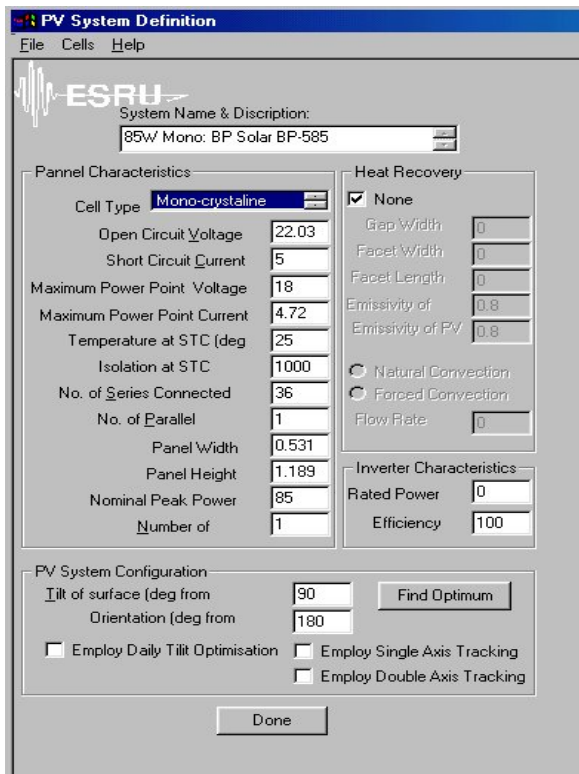 PV System Definition
File Cells Help
ESRU
System Name & Discription:
85W Mono: BP Solar BP-585
Pannel Characteristics
Cell Type Mono-crystaline
Open Circuit Voltage 22.03
Short Circuit Current 5
Maximum Power Point Voltage 18
Maximum Power Point Current 4.72
Temperature at STC (deg 25
Isolation at STC 1000
No. of Series Connected 36
No. of Parallel 1
Panel Width 0.531
Panel Height 1.189
Nominal Peak Power 85
Number of 1
Heat Recovery
None
Gap Width 0
Facet Width 0
Facet Length 0
Emissivity of 0.8
Emissivity of PV 0.8
Natural Convection
Forced Convection
Flow Rate 0
Inverter Characteristics
Rated Power 0
Efficiency 100
PV System Configuration
Tilt of surface (deg from 90
Find Optimum
Orientation (deg from 180
Employ Daily Tilit Optimisation
Employ Single Axis Tracking
Employ Double Axis Tracking
Done